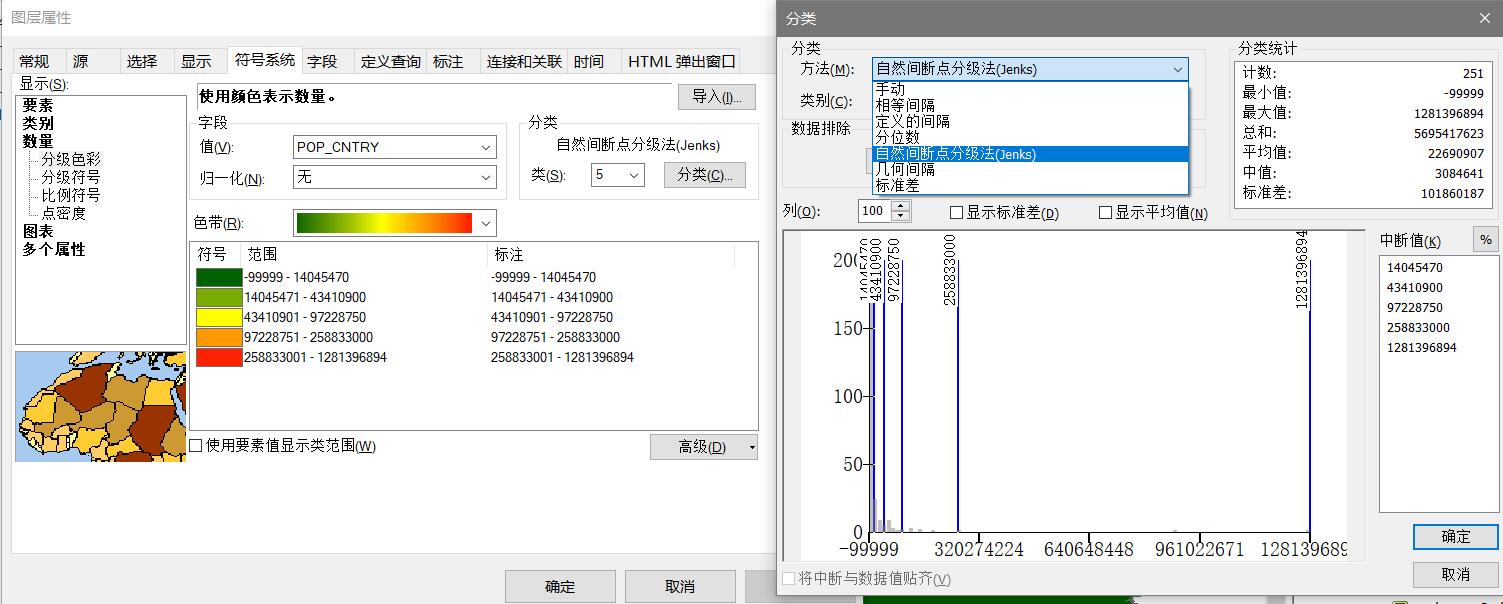 图层属性
常规 源 选择 显示 符号系统 字段 定义查询 标注 连接和关联 时间 HTML 弹出窗口
显示(S):
要素
类别
数量
分级色彩
分级符号
比例符号
点密度
图表
多个属性
使用颜色表示数量。
导入(I)...
字段
值(V): POP_CNTRY
归一化(N): 无
分类
自然间断点分级法(Jenks)
类(S): 5 分类(C)...
色带(R):
符号 范围 标注
-99999 - 14045470 -99999 - 14045470
14045471 - 43410900 14045471 - 43410900
43410901 - 97228750 43410901 - 97228750
97228751 - 258833000 97228751 - 258833000
258833001 - 1281396894 258833001 - 1281396894
使用要素值显示类范围(W)
高级(D)
确定 取消
分类
分类
方法(M): 自然间断点分级法(Jenks)
类别(C):
手动
相等间隔
定义的间隔
分位数
自然间断点分级法(Jenks)
几何间隔
标准差
数据排除
分类统计
计数: 251
最小值: -99999
最大值: 1281396894
总和: 5695417623
平均值: 22690907
中值: 3084641
标准差: 101860187
列(O): 100 显示标准差(D) 显示平均值(N)
14045470
43410900
97228750
258833000
1281396894
200
150
100
50
0
-99999 320274224 640648448 961022671 128139689
中断值(K) %
14045470
43410900
97228750
258833000
1281396894
将中断与数据值贴齐(V)
确定
取消